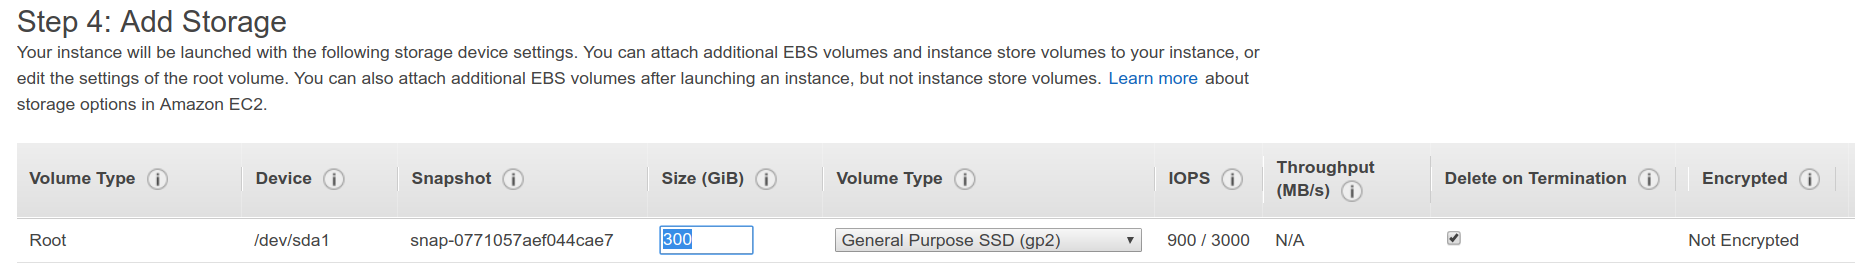 Step 4: Add Storage
Your instance will be launched with the following storage device settings. You can attach additional EBS volumes and instance store volumes to your instance, or
edit the settings of the root volume. You can also attach additional EBS volumes after launching an instance, but not instance store volumes. Learn more about
storage options in Amazon EC2.
Volume Type Device Snapshot Size (GiB) Volume Type IOPS Throughput (MB/s) Delete on Termination Encrypted
Root /dev/sda1 snap-0771057aef044cae7 300 General Purpose SSD (gp2) 900 / 3000 N/A Not Encrypted